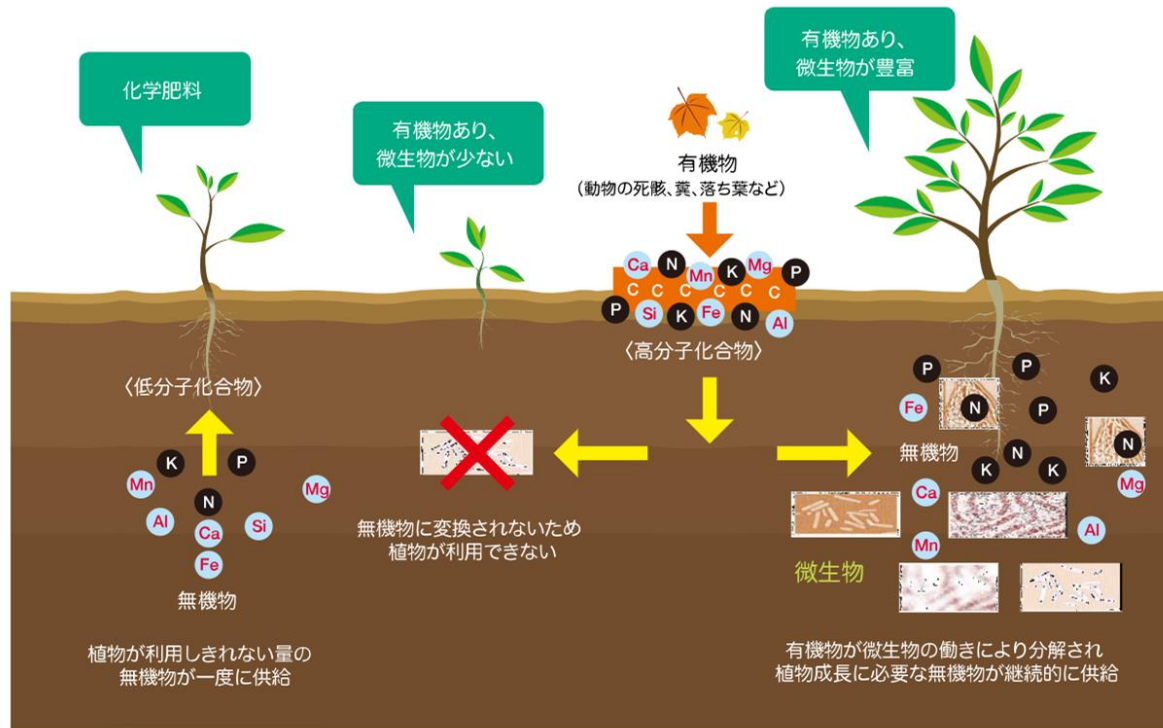 化学肥料
有機物あり、
微生物が少ない
有機物
（動物の死骸、糞、落ち葉など）
有機物あり、
微生物が豊富
Ca N Mn K Mg P
C C C C C C
P Si K Fe N Al
〈高分子化合物〉
〈低分子化合物〉
K P
Mn N Mg
Al Ca Si
Fe
無機物
植物が利用しきれない量の
無機物が一度に供給
無機物に変換されないため
植物が利用できない
P P K
Fe N P
無機物 N N
K K Mg
Ca
Mn Al
微生物
有機物が微生物の働きにより分解され
植物成長に必要な無機物が継続的に供給